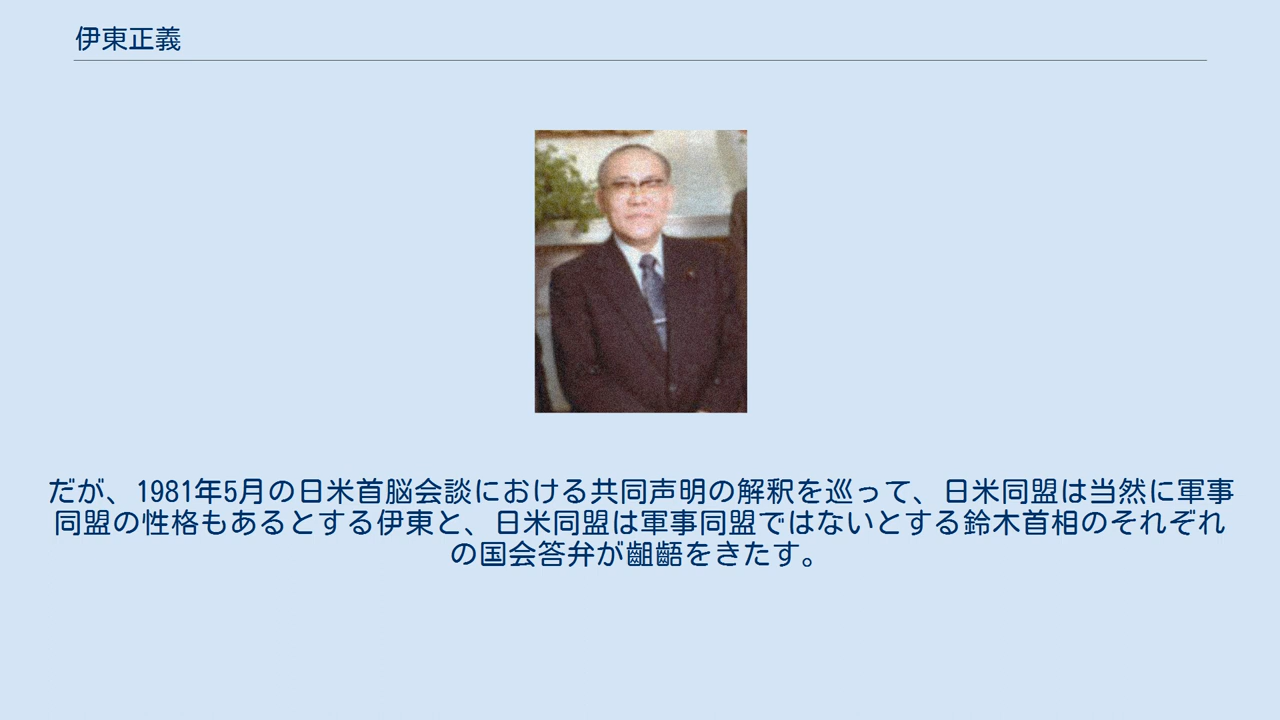 伊東正義
だが、1981年5月の日米首脳会談における共同声明の解釈を巡って、日米同盟は当然に軍事
同盟の性格もあるとする伊東と、日米同盟は軍事同盟ではないとする鈴木首相のそれぞれ
の国会答弁が齟齬をきたす。